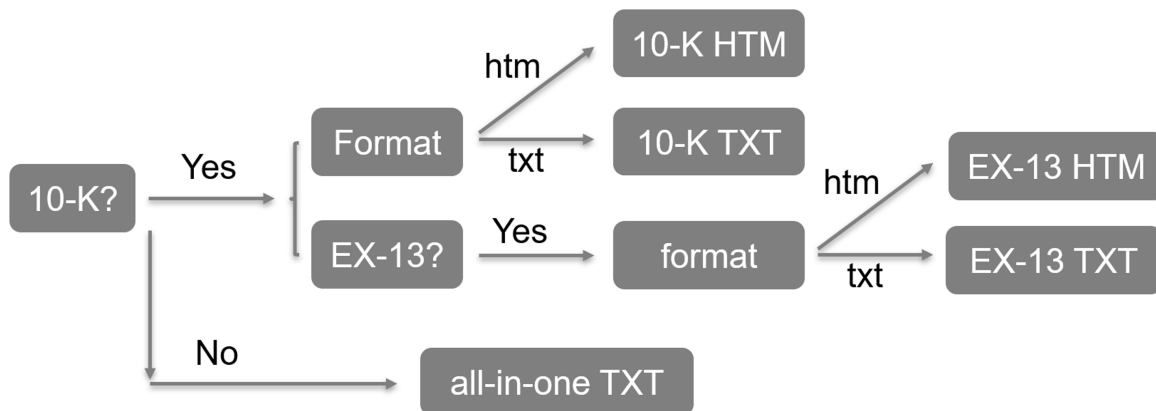 10-K HTM
htm
Format
10-K TXT
txt
Yes
EX-13 HTM
htm
10-K?
Yes
EX-13?
format
EX-13 TXT
txt
No
all-in-one TXT